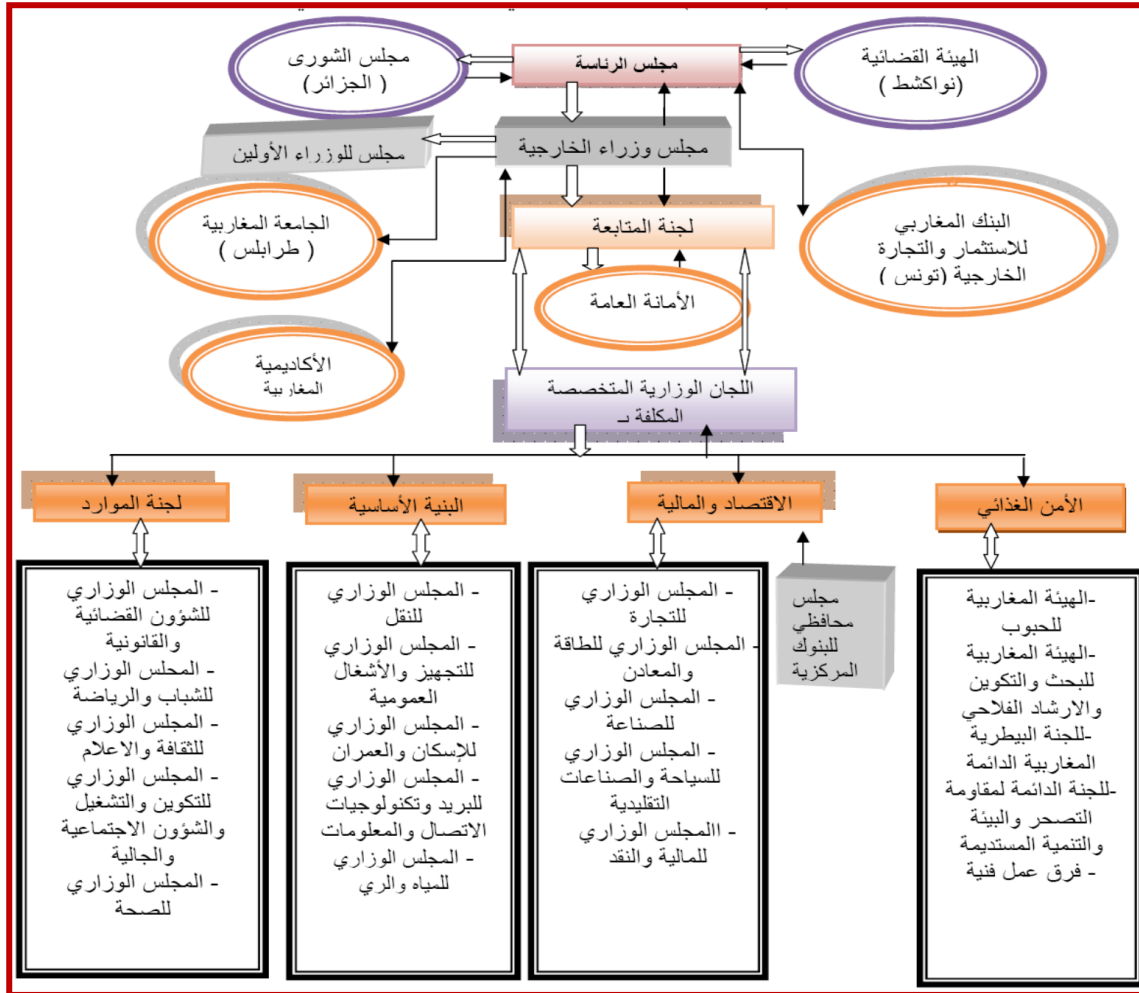 مجلس الشورى
( الجزائر)
مجلس الرئاسة
الهيئة القضائية
(نواكشط )
مجلس للوزراء الأولين
مجلس وزراء الخارجية
الجامعة المغاربية
( طرابلس )
لجنة المتابعة
البنك المغاربي
للاستثمار والتجارة
الخارجية (تونس )
الأمانة العامة
الأكاديمية
المغاربية
اللجان الوزارية المتخصصة
المكلفة بـ
الأمن الغذائي
الاقتصاد والمالية
البنية الأساسية
لجنة الموارد
-الهيئة المغاربية
للحبوب
-الهيئة المغاربية
للبحث والتكوين
والارشاد الفلاحي
-للجنة البيطرية
المغاربية الدائمة
-للجنة الدائمة لمقاومة
التصحر والبيئة
والتنمية المستديمة
- فرق عمل فنية
مجلس
محافظي
للبنوك
المركزية
- المجلس الوزاري
للتجارة
- المجلس الوزاري للطاقة
والمعادن
- المجلس الوزاري
للصناعة
- المجلس الوزاري
للسياحة والصناعات
التقليدية
- االمجلس الوزاري
للمالية والنقد
- المجلس الوزاري
للنقل
- المجلس الوزاري
للتجهيز والأشغال
العمومية
- المجلس الوزاري
للإسكان والعمران
- المجلس الوزاري
للبريد وتكنولوجيات
الاتصال والمعلومات
- المجلس الوزاري
للمياه والري
- المجلس الوزاري
للشؤون القضائية
والقانونية
- المحلس الوزاري
للشباب والرياضة
- المجلس الوزاري
للثقافة والاعلام
- المجلس الوزاري
للتكوين والتشغيل
والشؤون الاجتماعية
والجالية
- المجلس الوزاري
للصحة